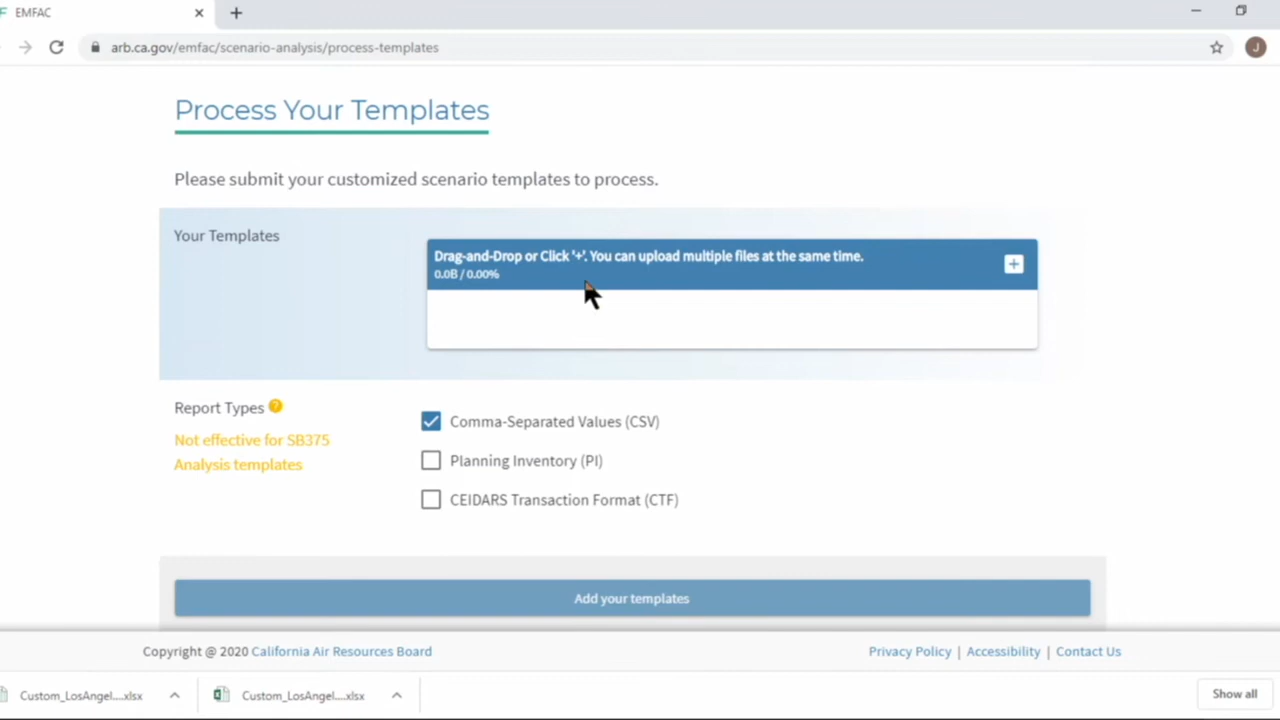 EMFAC
arb.ca.gov/emfac/scenario-analysis/process-templates
J
Process Your Templates
Please submit your customized scenario templates to process.
Your Templates
Drag-and-Drop or Click '+'. You can upload multiple files at the same time.
0.0B / 0.00%
Report Types ?
Not effective for SB375
Analysis templates
Comma-Separated Values (CSV)
Planning Inventory (PI)
CEIDARS Transaction Format (CTF)
Add your templates
Copyright @ 2020 California Air Resources Board
Privacy Policy | Accessibility | Contact Us
Custom_LosAngel....xlsx
Custom_LosAngel....xlsx
Show all